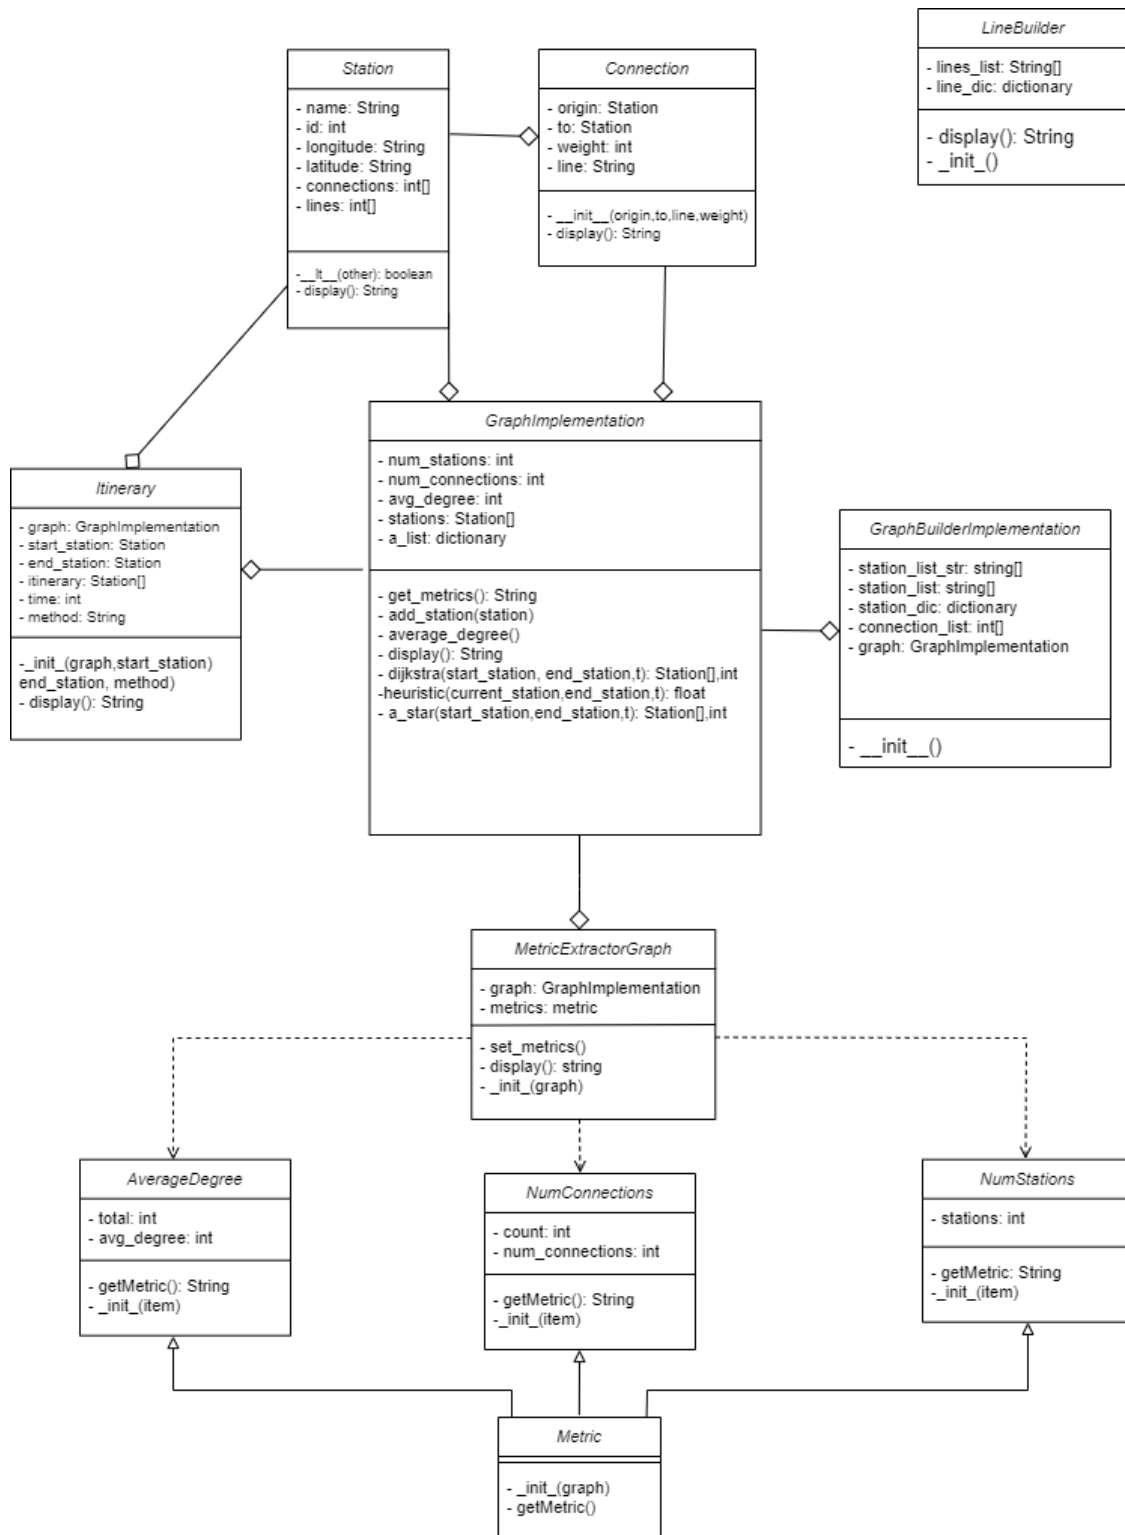 LineBuilder
- lines_list: String[]
- line_dic: dictionary
- display(): String
- _init_()
Station
- name: String
- id: int
- longitude: String
- latitude: String
- connections: int[]
- lines: int[]
-__lt__(other): boolean
- display(): String
Connection
- origin: Station
- to: Station
- weight: int
- line: String
- __init__(origin,to,line,weight)
- display(): String
GraphImplementation
- num_stations: int
- num_connections: int
- avg_degree: int
- stations: Station[]
- a_list: dictionary
- get_metrics(): String
- add_station(station)
- average_degree()
- display(): String
- dijkstra(start_station, end_station,t): Station[],int
-heuristic(current_station,end_station,t): float
- a_star(start_station,end_station,t): Station[],int
Itinerary
- graph: GraphImplementation
- start_station: Station
- end_station: Station
- itinerary: Station[]
- time: int
- method: String
-_init_(graph,start_station)
end_station, method)
- display(): String
GraphBuilderImplementation
- station_list_str: string[]
- station_list: string[]
- station_dic: dictionary
- connection_list: int[]
- graph: GraphImplementation
- __init__()
MetricExtractorGraph
- graph: GraphImplementation
- metrics: metric
- set_metrics()
- display(): string
- _init_(graph)
AverageDegree
- total: int
- avg_degree: int
- getMetric(): String
- _init_(item)
NumConnections
- count: int
- num_connections: int
- getMetric(): String
-_init_(item)
NumStations
- stations: int
- getMetric: String
-_init_(item)
Metric
- _init_(graph)
- getMetric()